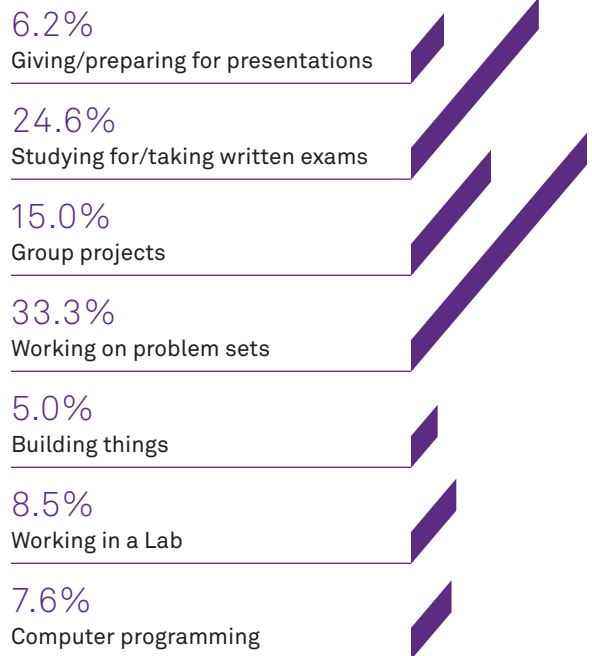 6.2%
Giving/preparing for presentations
24.6%
Studying for/taking written exams
15.0%
Group projects
33.3%
Working on problem sets
5.0%
Building things
8.5%
Working in a Lab
7.6%
Computer programming